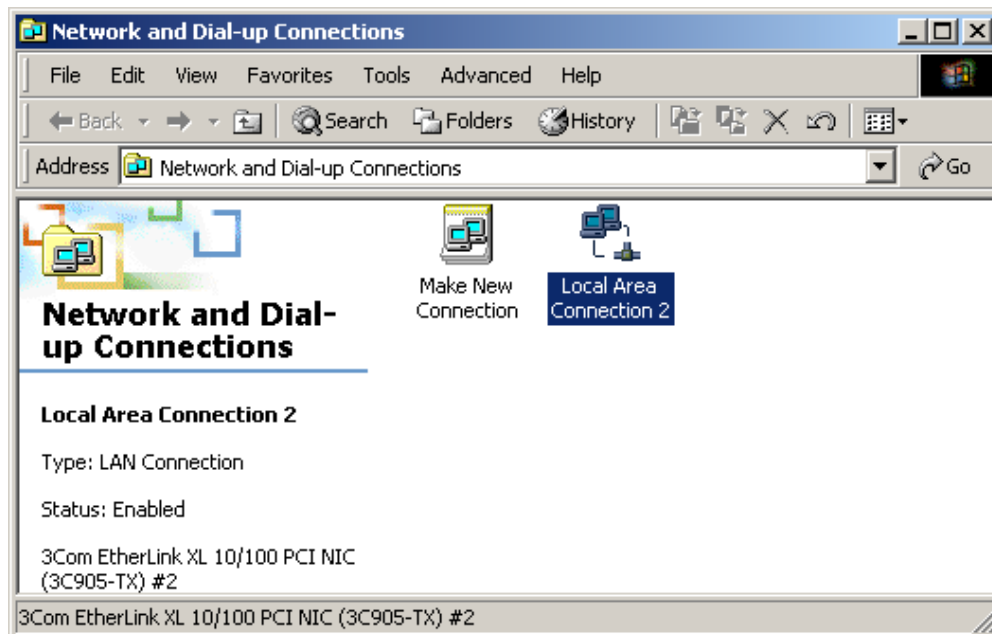 Network and Dial-up Connections
File Edit View Favorites Tools Advanced Help
Back Search Folders History
Address Network and Dial-up Connections Go
Make New
Connection
Local Area
Connection 2
Network and Dial-
up Connections
Local Area Connection 2
Type: LAN Connection
Status: Enabled
3Com EtherLink XL 10/100 PCI NIC
(3C905-TX) #2
3Com EtherLink XL 10/100 PCI NIC (3C905-TX) #2